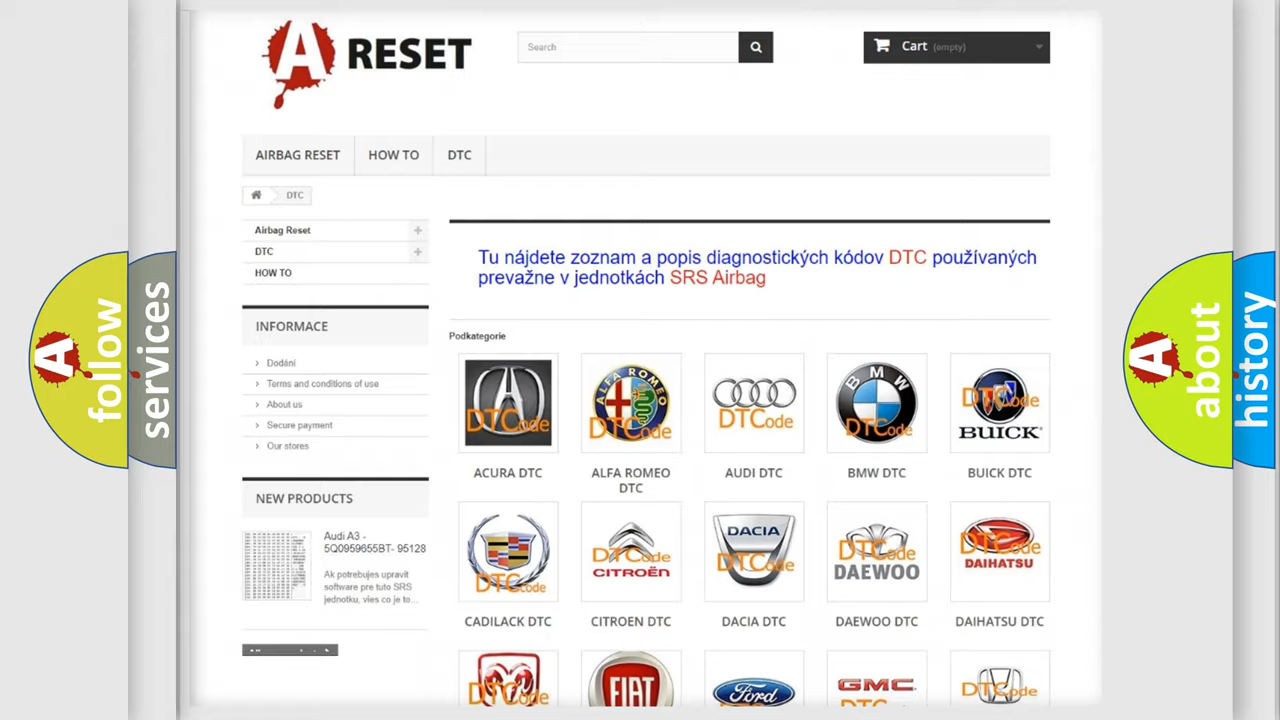 A RESET
Search
Cart (empty)
AIRBAG RESET
HOW TO
DTC
DTC
Airbag Reset
DTC
HOW TO
INFORMACE
Dodání
Terms and conditions of use
About us
Secure payment
Our stores
NEW PRODUCTS
Audi A3 -
5Q0959655BT- 95128
Ak potrebujes upravit
software pre tuto SRS
jednotku, vies co je to...
Tu nájdete zoznam a popis diagnostických kódov DTC používaných
prevažne v jednotkách SRS Airbag
Podkategorie
DTCode
ALFA ROMEO
DTCode
DTCode
BMW
DTCode
DTCode
BUICK
ACURA DTC
ALFA ROMEO
DTC
AUDI DTC
BMW DTC
BUICK DTC
DTCode
DTCode
CITROËN
DACIA
DTCode
DTCode
DAEWOO
DTCode
DAIHATSU
CADILACK DTC
CITROEN DTC
DACIA DTC
DAEWOO DTC
DAIHATSU DTC
DTCode
FIAT
Ford
GMC
DTCode
A follow
services
A about
history